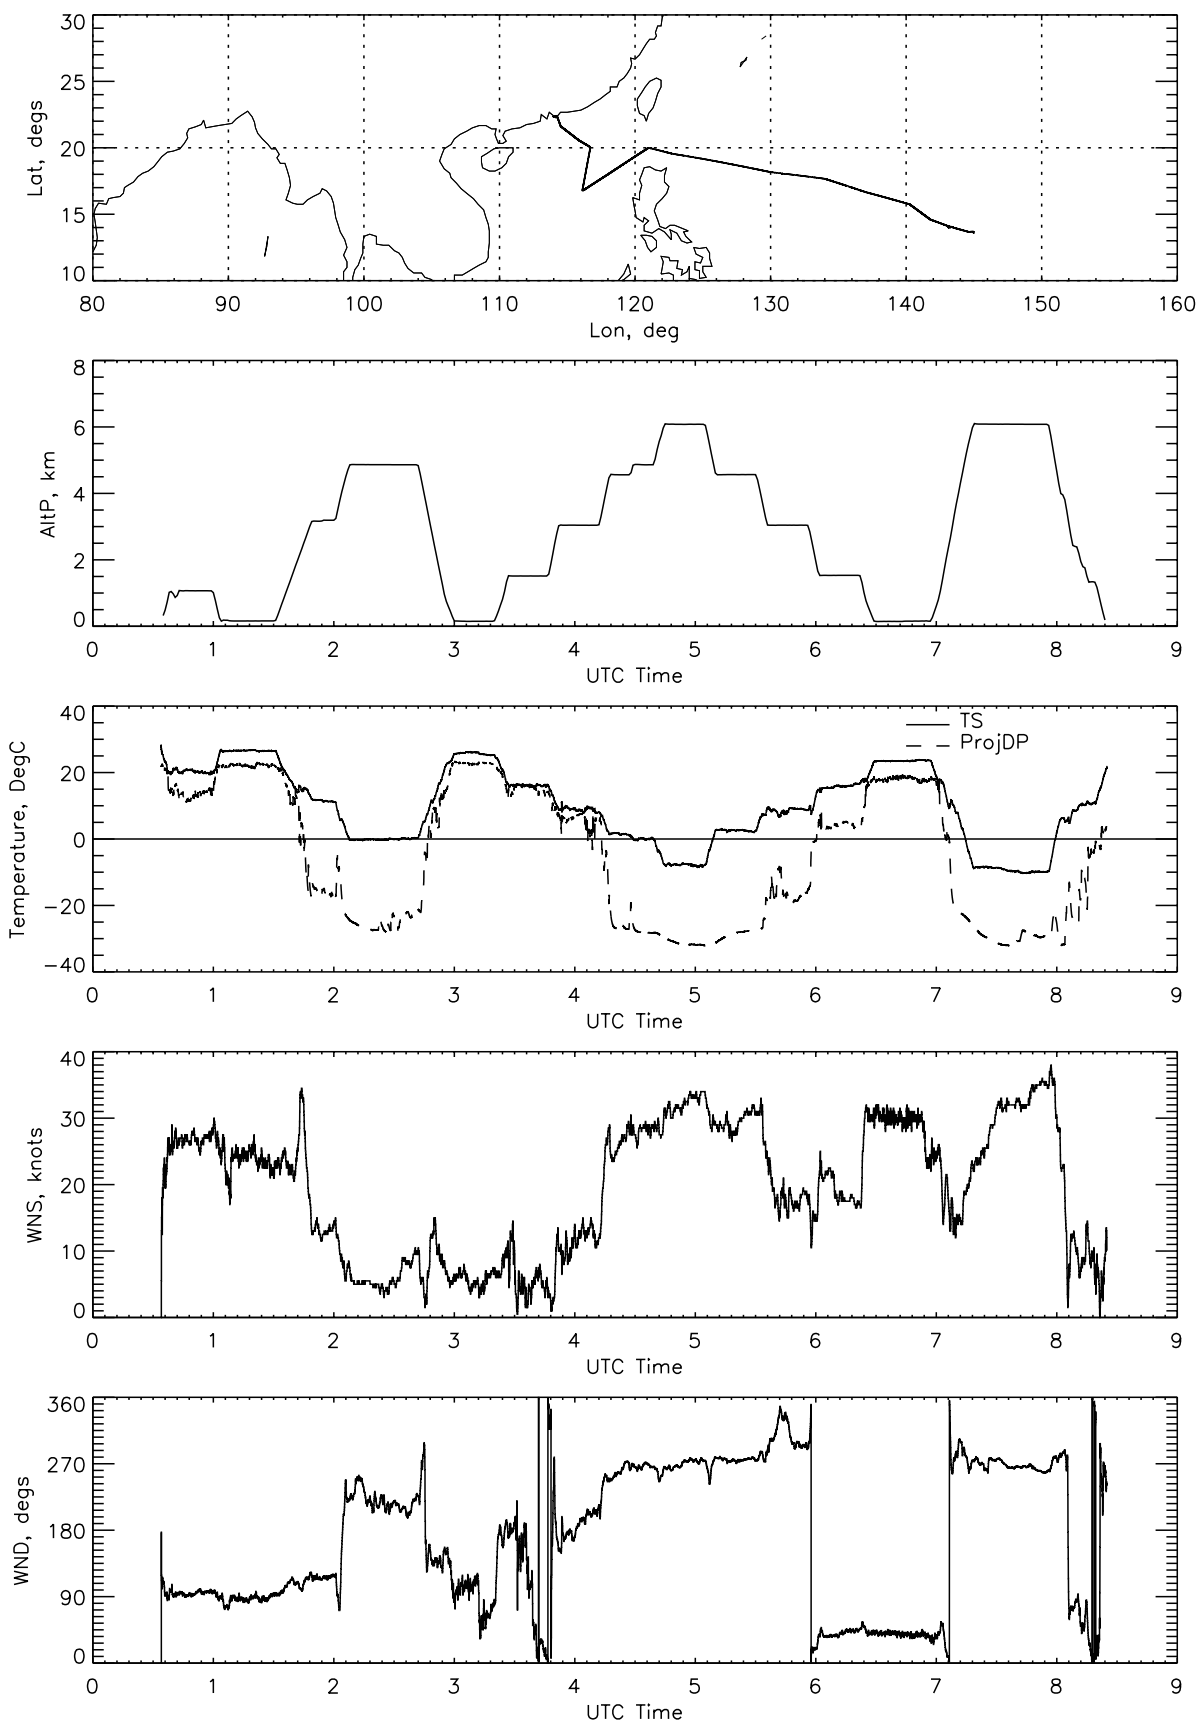 30
25
20
15
10
Lat, degs
80 90 100 110 120 130 140 150 160
Lon, deg
8
6
4
2
0
AltP, km
0 1 2 3 4 5 6 7 8 9
UTC Time
40
20
0
-20
-40
Temperature, DegC
TS
ProjDP
0 1 2 3 4 5 6 7 8 9
UTC Time
40
30
20
10
0
WNS, knots
0 1 2 3 4 5 6 7 8 9
UTC Time
360
270
180
90
0
WND, degs
0 1 2 3 4 5 6 7 8 9
UTC Time